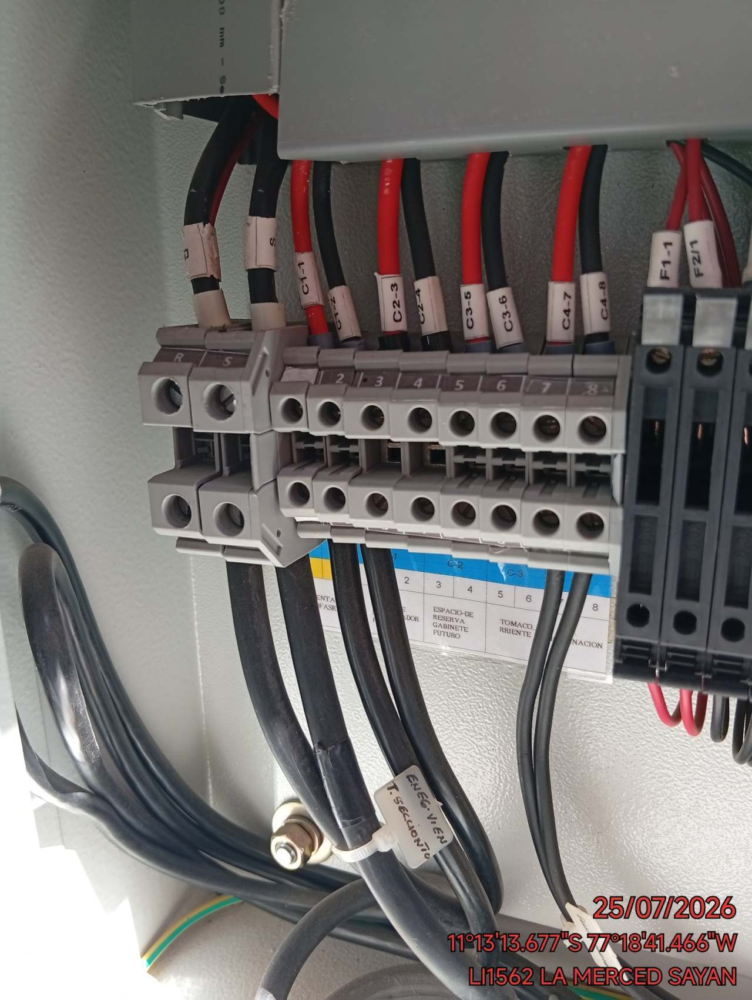 00 mm - S
S
C1-1
C1-2
C2-3
C2-4
C3-5
C3-6
C4-7
C4-8
F1-1
F2/1
R
S
2
3
4
5
6
7
8
C-2
C-3
2
3
4
5
6
8
ESPACIO-DE
RESERVA
GABINETE
FUTURO
TOMACO
RRIENTE
NACION
ENEG. VIEN
T. SECCIONTO
25/07/2026
11°13'13.677"S 77°18'41.466"W
LI1562 LA MERCED SAYAN